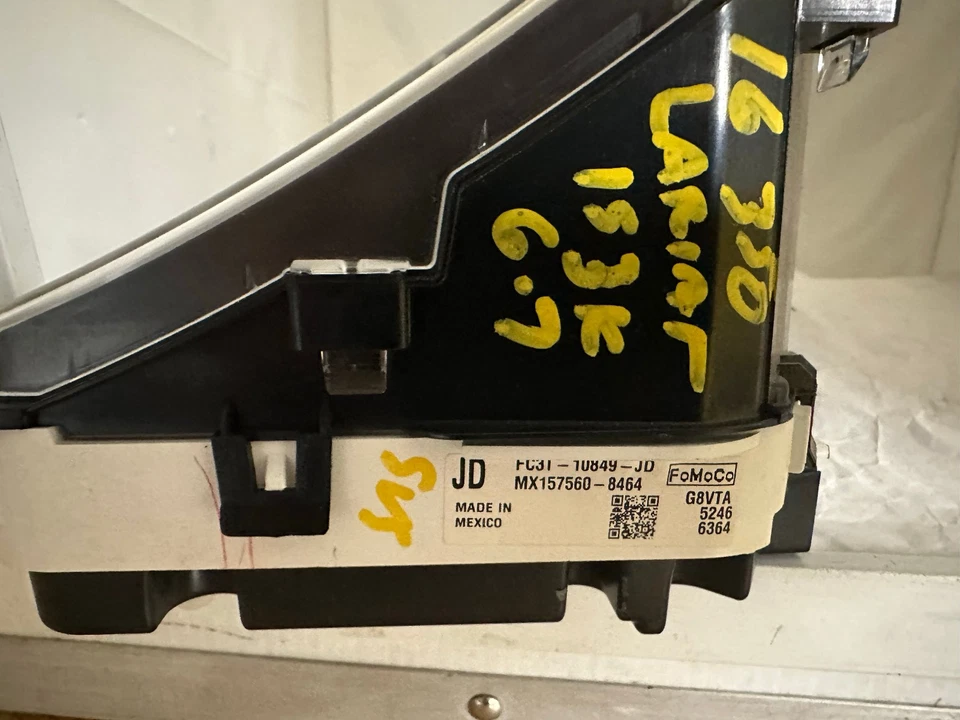 16 350
LARIAT
153K
6.7
JD
FC3T-10849-JD
MX157560-8464
MADE IN
MEXICO
FoMoCo
G8VTA
5246
6364